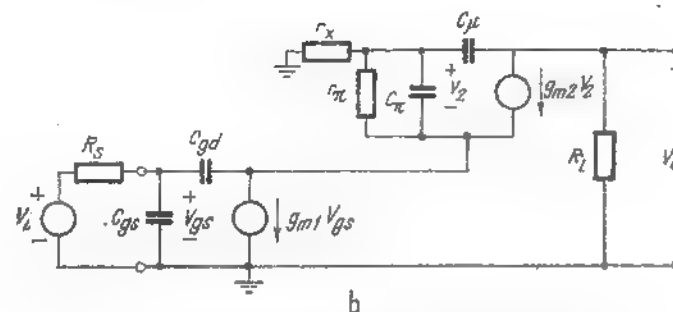 r_x
C_μ
r_π
C_π
+
V_2
-
g_m2 V_2
R_s
C_gd
R_L
+
V_i
-
C_gs
+
V_gs
-
g_m1 V_gs
b